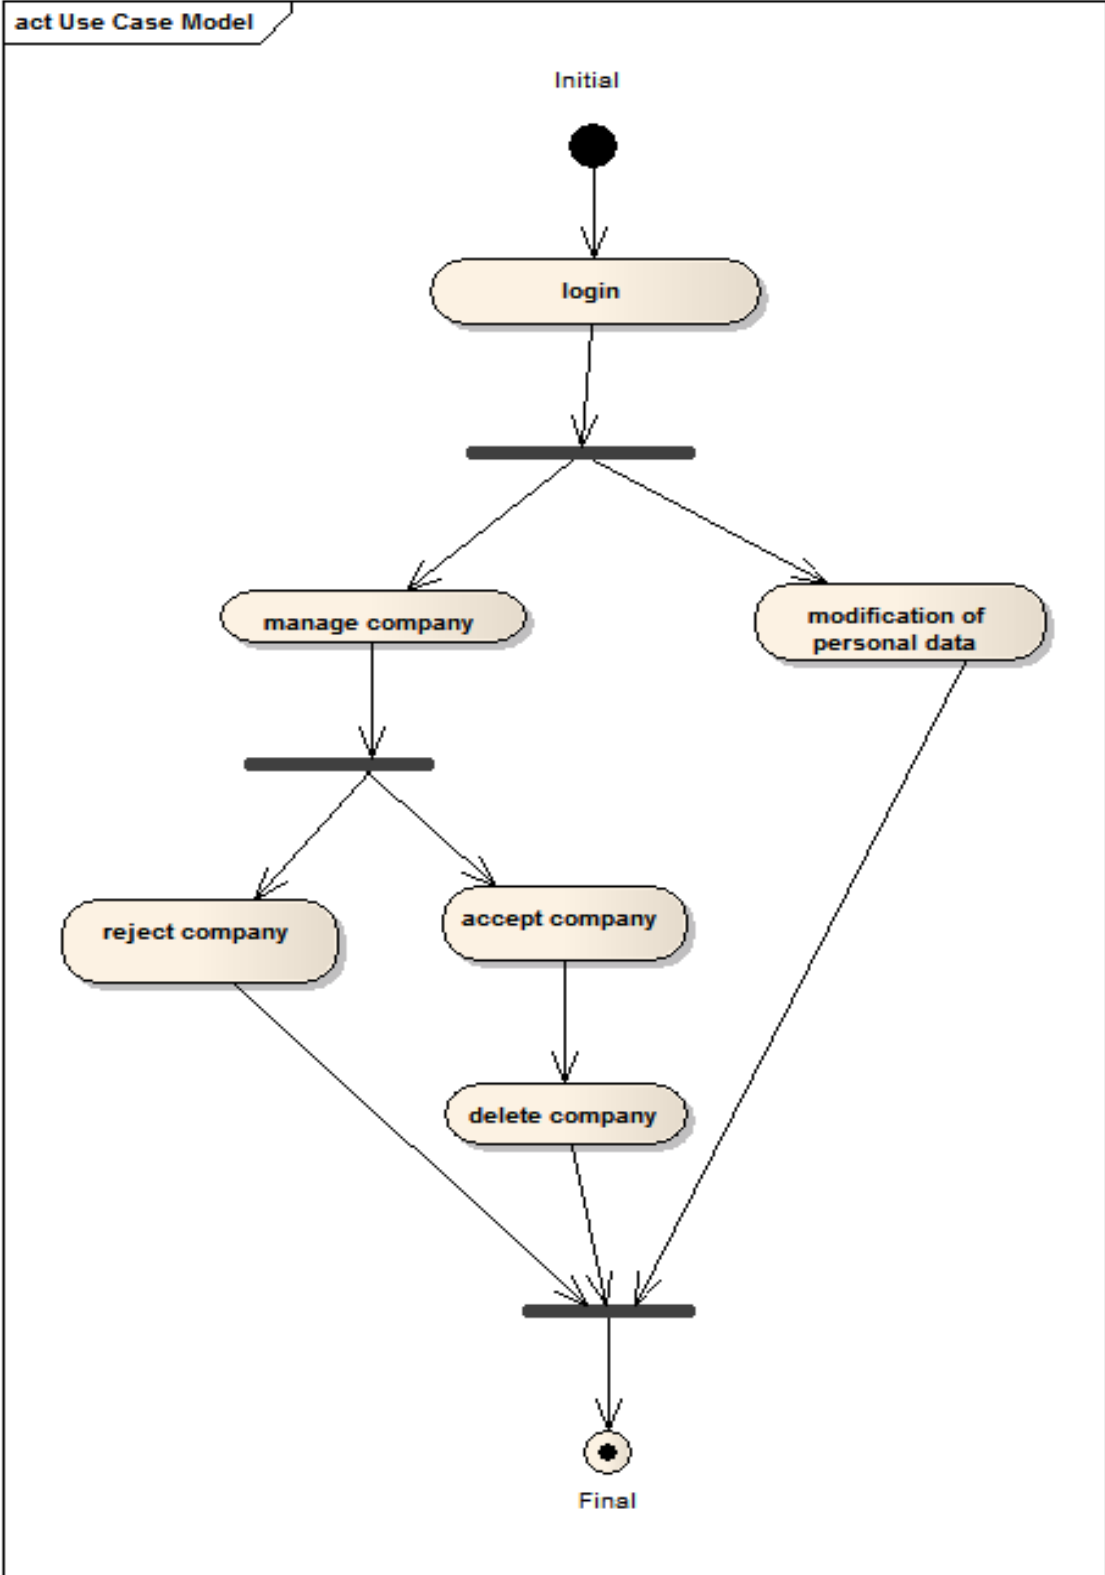 act Use Case Model
Initial
login
manage company
modification of
personal data
reject company
accept company
delete company
Final